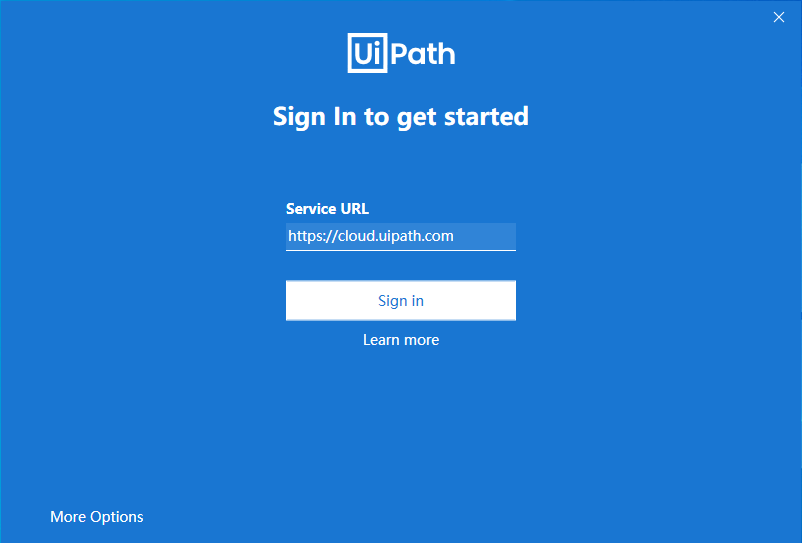 UiPath
Sign In to get started
Service URL
https://cloud.uipath.com
Sign in
Learn more
More Options